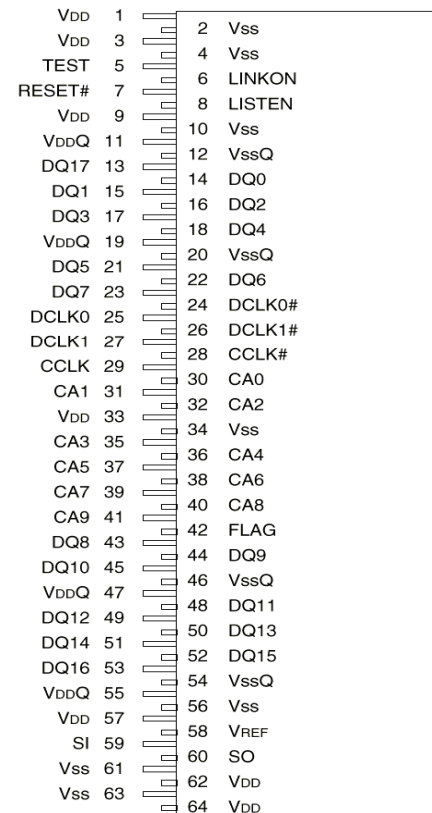 VDD 1
2 Vss
VDD 3
4 Vss
TEST 5
6 LINKON
RESET# 7
8 LISTEN
VDD 9
10 Vss
VDDQ 11
12 VssQ
DQ17 13
14 DQ0
DQ1 15
16 DQ2
DQ3 17
18 DQ4
VDDQ 19
20 VssQ
DQ5 21
22 DQ6
DQ7 23
24 DCLK0#
DCLK0 25
26 DCLK1#
DCLK1 27
28 CCLK#
CCLK 29
30 CA0
CA1 31
32 CA2
VDD 33
34 Vss
CA3 35
36 CA4
CA5 37
38 CA6
CA7 39
40 CA8
CA9 41
42 FLAG
DQ8 43
44 DQ9
DQ10 45
46 VssQ
VDDQ 47
48 DQ11
DQ12 49
50 DQ13
DQ14 51
52 DQ15
DQ16 53
54 VssQ
VDDQ 55
56 Vss
VDD 57
58 VREF
SI 59
60 SO
Vss 61
62 VDD
Vss 63
64 VDD